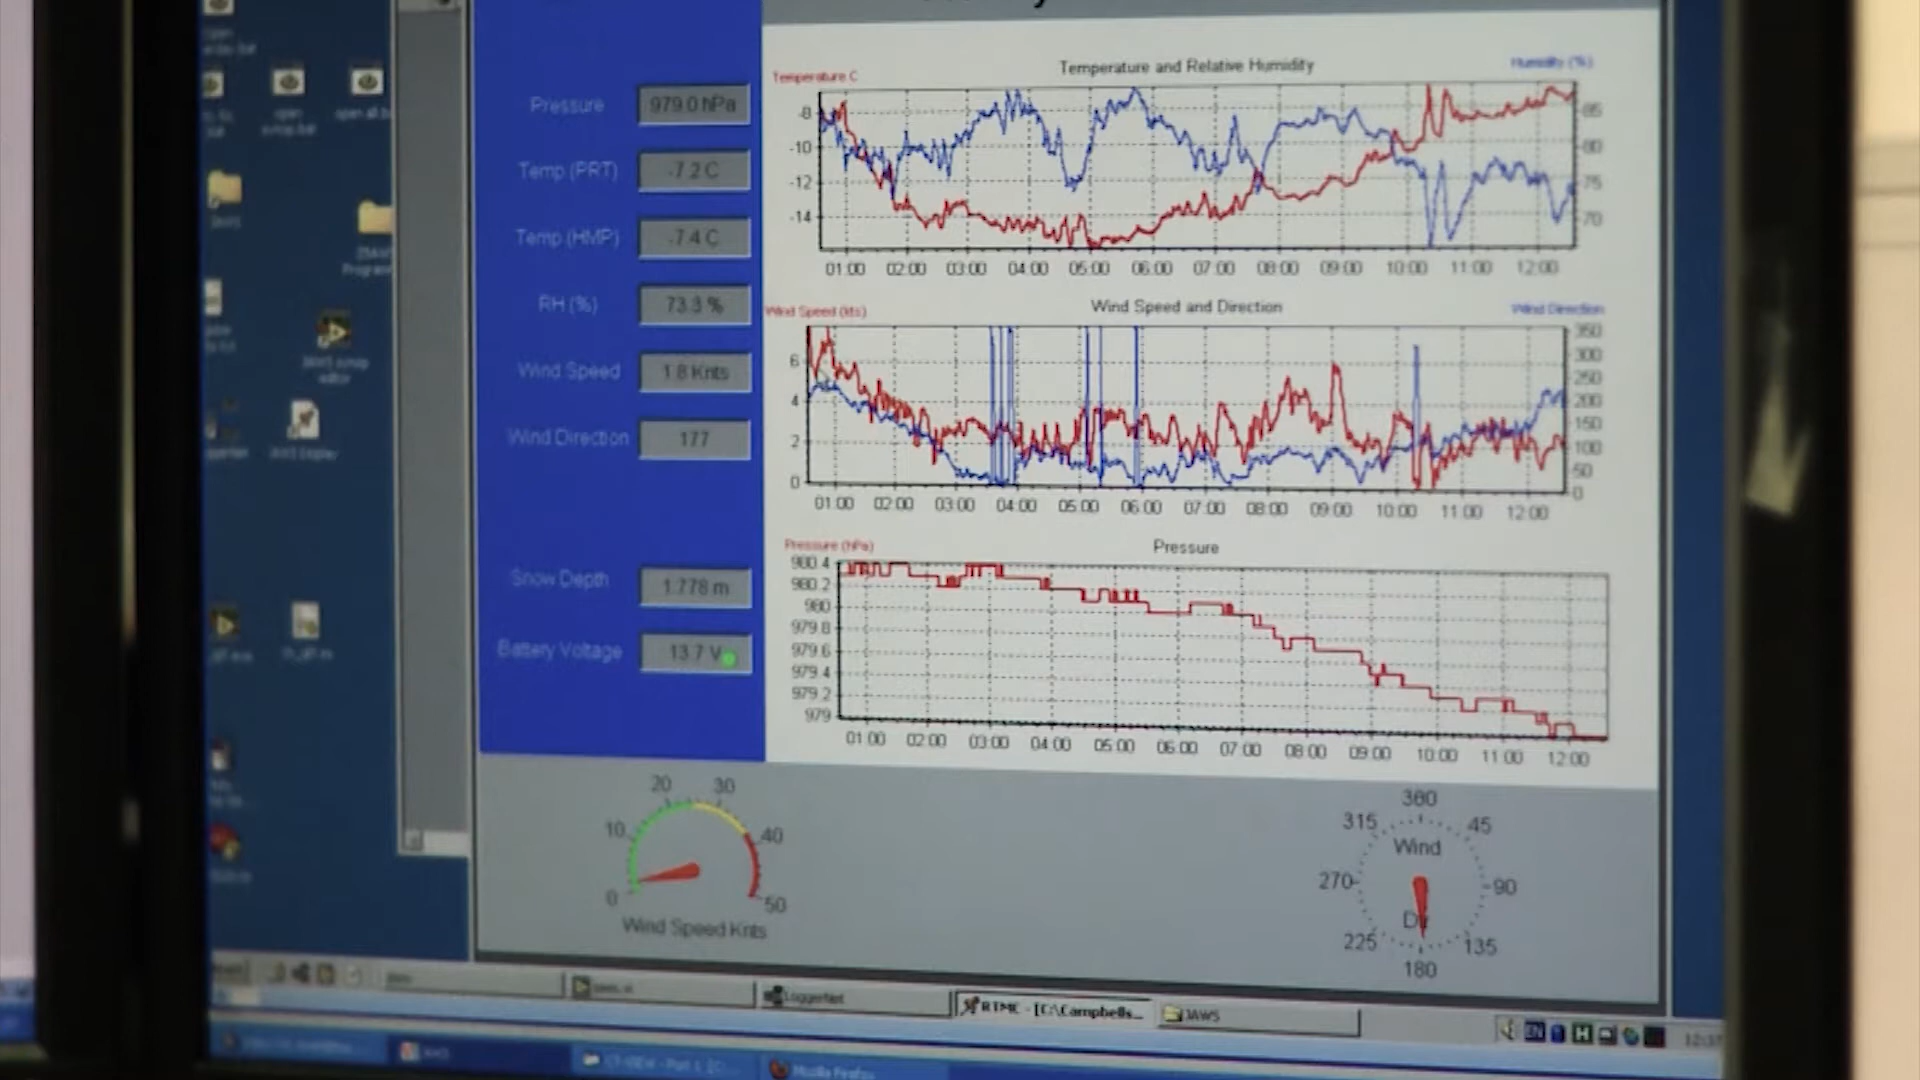 open all.b
Pressure 979.0 hPa
Temp (PRT) -7.2 C
Temp (HMP) -7.4 C
RH (%) 73.3 %
Wind Speed 1.8 Knts
Wind Direction 177
Snow Depth 1.778 m
Battery Voltage 13.7 V
Temperature C Temperature and Relative Humidity Humidity (%)
-8 85
-10 80
-12 75
-14 70
01:00 02:00 03:00 04:00 05:00 06:00 07:00 08:00 09:00 10:00 11:00 12:00
Wind Speed (kts) Wind Speed and Direction Wind Direction
350
6 300
250
4 200
150
2 100
50
0 0
01:00 02:00 03:00 04:00 05:00 06:00 07:00 08:00 09:00 10:00 11:00 12:00
Pressure (hPa) Pressure
980.4
980.2
980
979.8
979.6
979.4
979.2
979
01:00 02:00 03:00 04:00 05:00 06:00 07:00 08:00 09:00 10:00 11:00 12:00
0 10 20 30 40 50
Wind Speed Knts
360
315 45
Wind
270 90
Dir
225 135
180
LoggerNet
RTMC - [C:\Campbells...
JAWS
EN
Mozilla Firefox